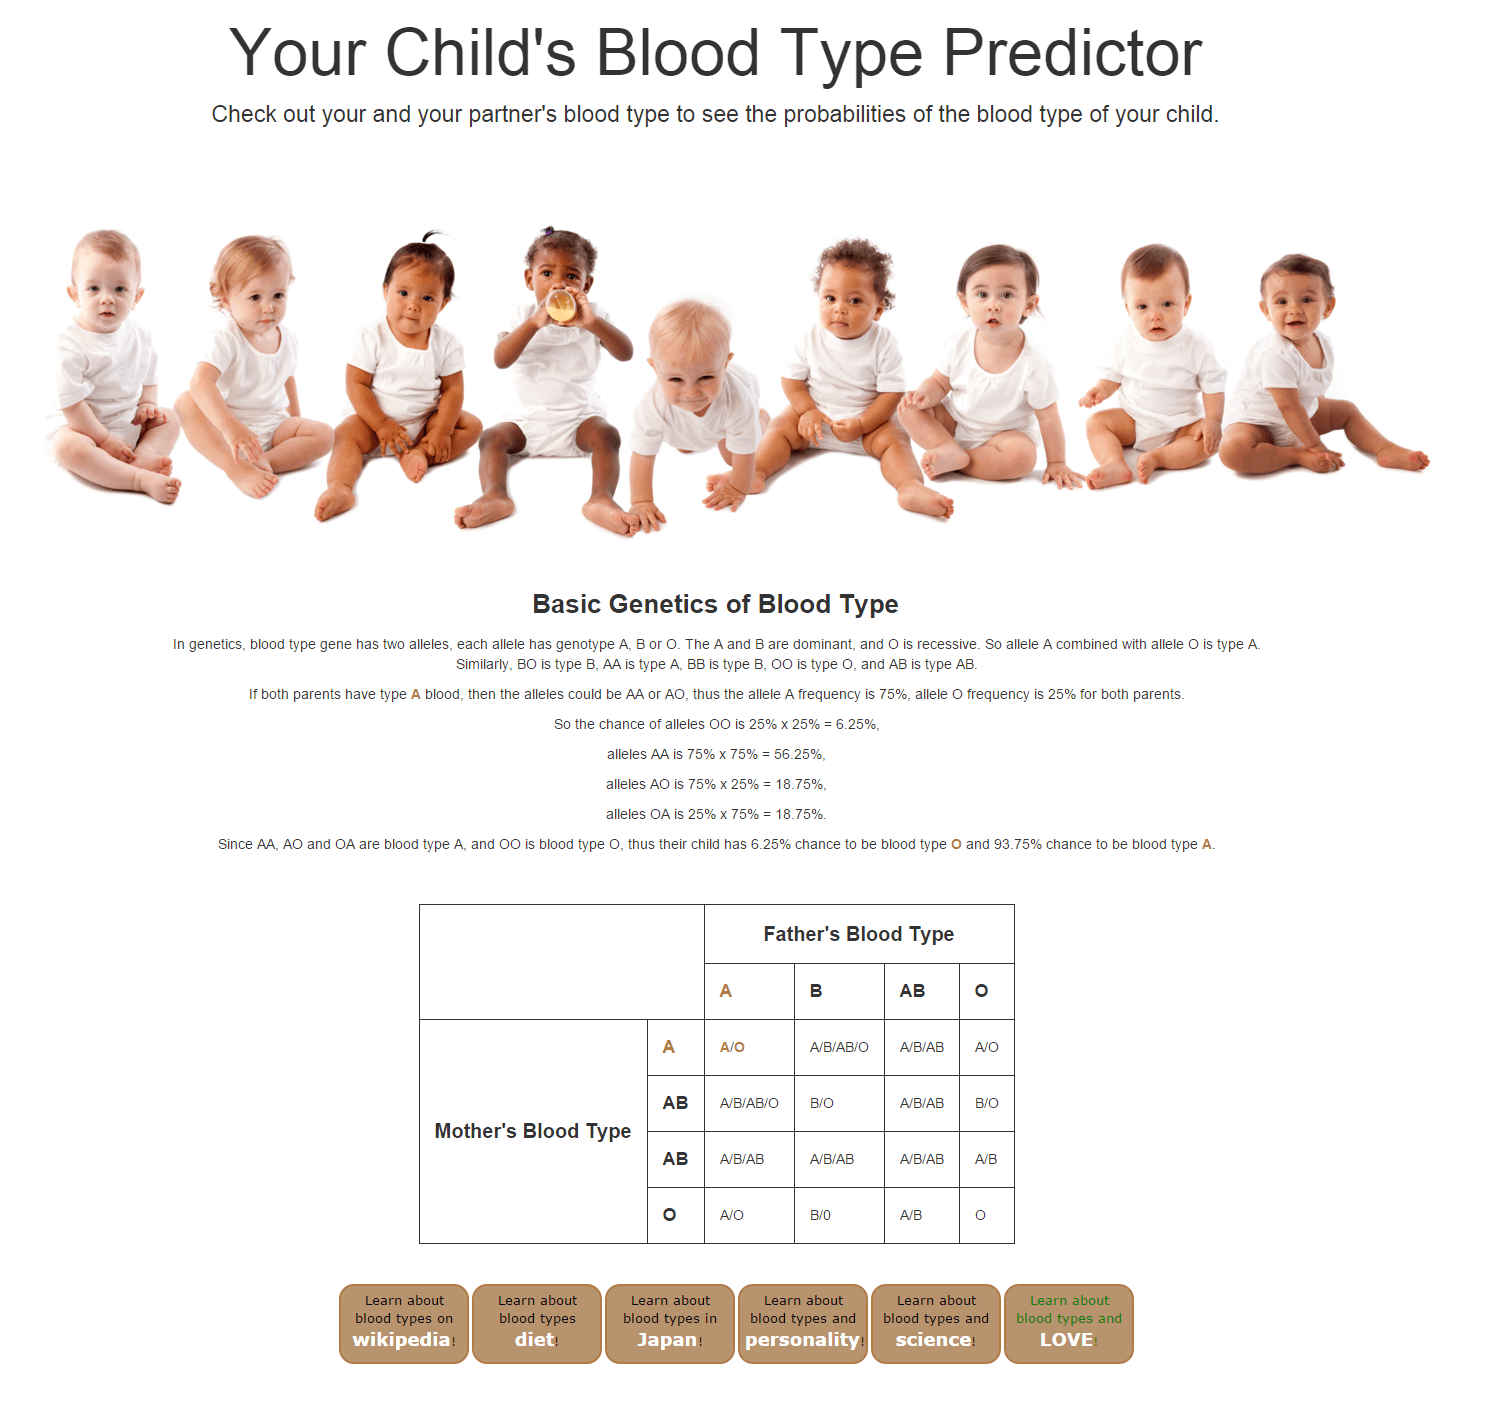 Your Child's Blood Type Predictor
Check out your and your partner's blood type to see the probabilities of the blood type of your child.
Basic Genetics of Blood Type
In genetics, blood type gene has two alleles, each allele has genotype A, B or O. The A and B are dominant, and O is recessive. So allele A combined with allele O is type A.
Similarly, BO is type B, AA is type A, BB is type B, OO is type O, and AB is type AB.
If both parents have type A blood, then the alleles could be AA or AO, thus the allele A frequency is 75%, allele O frequency is 25% for both parents.
So the chance of alleles OO is 25% x 25% = 6.25%,
alleles AA is 75% x 75% = 56.25%,
alleles AO is 75% x 25% = 18.75%,
alleles OA is 25% x 75% = 18.75%.
Since AA, AO and OA are blood type A, and OO is blood type O, thus their child has 6.25% chance to be blood type O and 93.75% chance to be blood type A.
Father's Blood Type
A B AB O
A A/O A/B/AB/O A/B/AB A/O
AB A/B/AB/O B/O A/B/AB B/O
Mother's Blood Type
AB A/B/AB A/B/AB A/B/AB A/B
O A/O B/0 A/B O
Learn about
blood types on
wikipedia!
Learn about
blood types
diet!
Learn about
blood types in
Japan!
Learn about
blood types and
personality!
Learn about
blood types and
science!
Learn about
blood types and
LOVE!